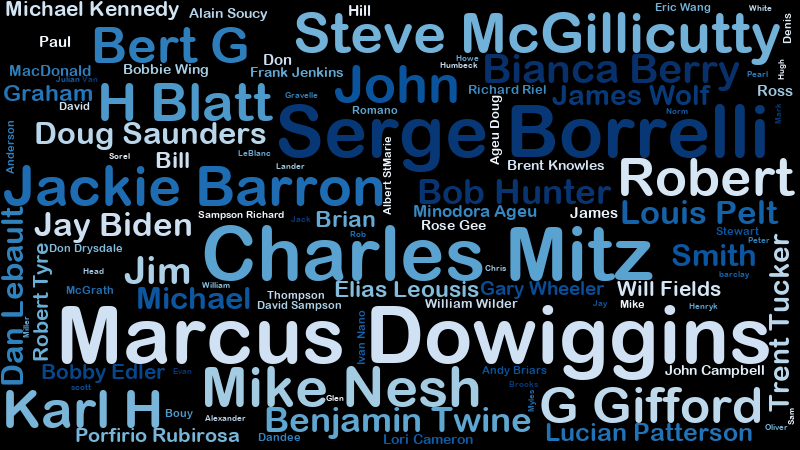 Michael Kennedy
Alain Soucy
Hill
Eric Wang
White
Paul
Bert G
Don
Steve McGillicutty
Denis
MacDonald
Julian Van
Bobbie Wing
Frank Jenkins
Howe
Humbeck
Bianca Berry
Pearl
Hugh
Graham
David
H Blatt
Gravelle
John
Richard Riel
James Wolf
Ross
Romano
Ageu Doug
Norm
Mark
Anderson
Doug Saunders
Serge Borrelli
Sorel
Bill
LeBlanc
Lander
Albert StMarie
Brent Knowles
Jackie Barron
Bob Hunter
Robert
Jay Biden
Sampson Richard
Jack
Brian
Minodora Ageu
James
Louis Pelt
Rob
Rose Gee
Stewart
Peter
Dan Lebault
Robert Tyre
Don Drysdale
Charles Mitz
Smith
barclay
Head
Jim
Chris
Trent Tucker
McGrath
Michael
William
Thompson
David Sampson
Elias Leousis
Gary Wheeler
Will Fields
William Wilder
Jay
Mike
Henryk
Miller
Marcus Dowiggins
Ivan Nano
Bobby Edler
Evan
Andy Briars
John Campbell
scott
Mike Nesh
Brooks
Glen
Myles
Karl H
Bouy
Alexander
Benjamin Twine
G Gifford
Sam
Porfirio Rubirosa
Dandee
Lori Cameron
Lucian Patterson
Oliver